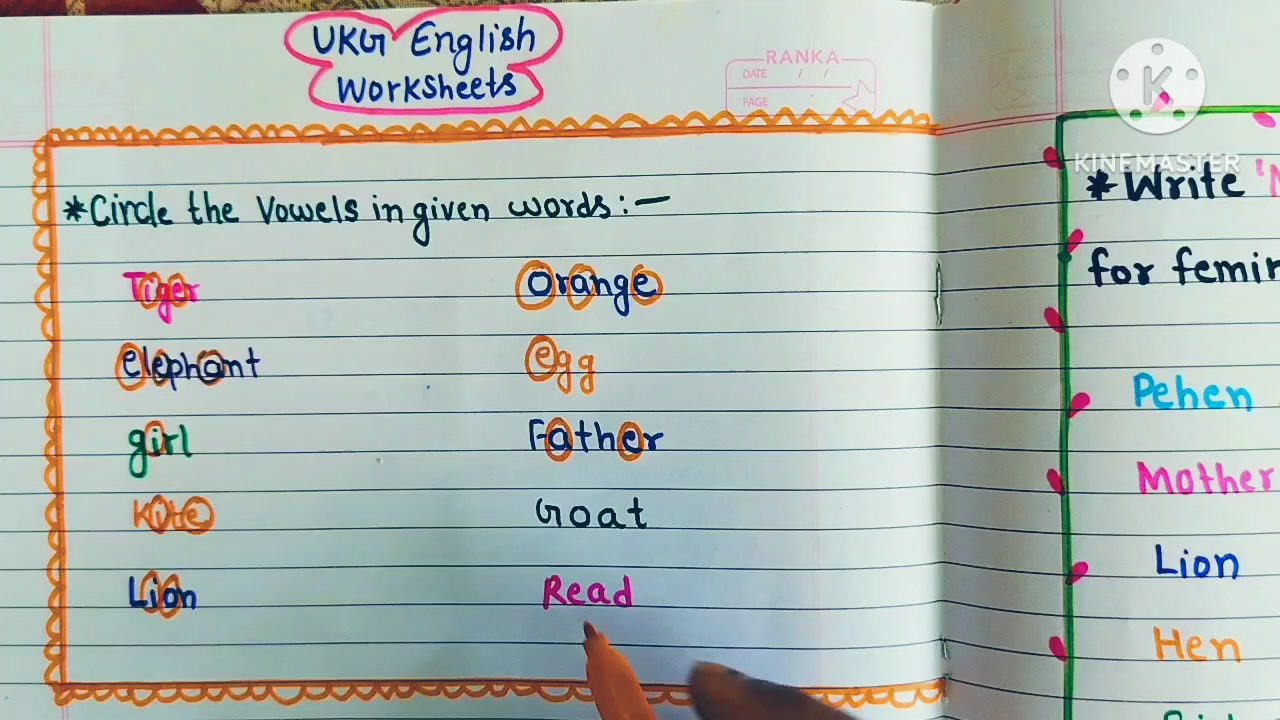 UKG English
Worksheets
RANKA
DATE / /
PAGE
KINEMASTER
*Circle the Vowels in given words:-
Tiger Orange
elephant egg
girl Father
Kite Goat
Lion Read
*Write
for
Pehen
Mother
Lion
Hen